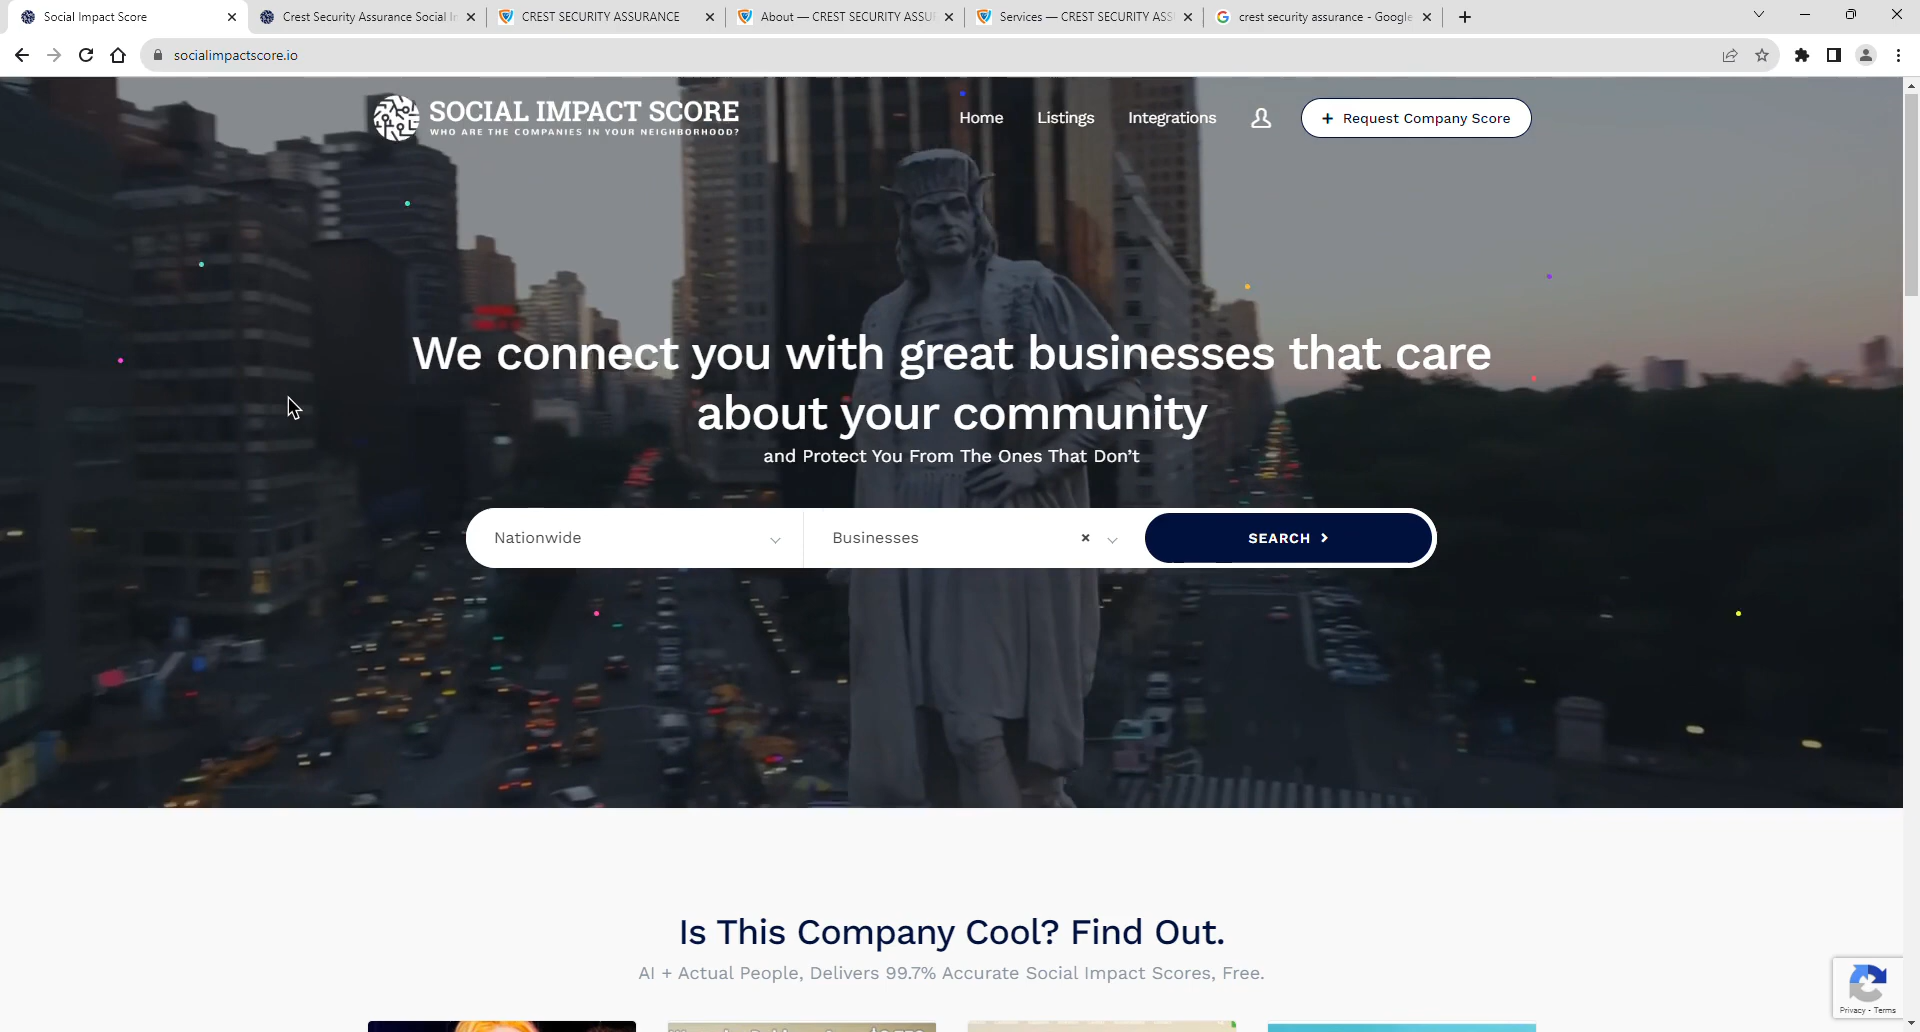 Social Impact Score
Crest Security Assurance Social I
CREST SECURITY ASSURANCE
About — CREST SECURITY ASSU
Services — CREST SECURITY ASS
crest security assurance - Google
socialimpactscore.io
SOCIAL IMPACT SCORE
WHO ARE THE COMPANIES IN YOUR NEIGHBORHOOD?
Home
Listings
Integrations
+ Request Company Score
We connect you with great businesses that care
about your community
and Protect You From The Ones That Don't
Nationwide
Businesses
×
SEARCH >
Is This Company Cool? Find Out.
AI + Actual People, Delivers 99.7% Accurate Social Impact Scores, Free.
Privacy - Terms